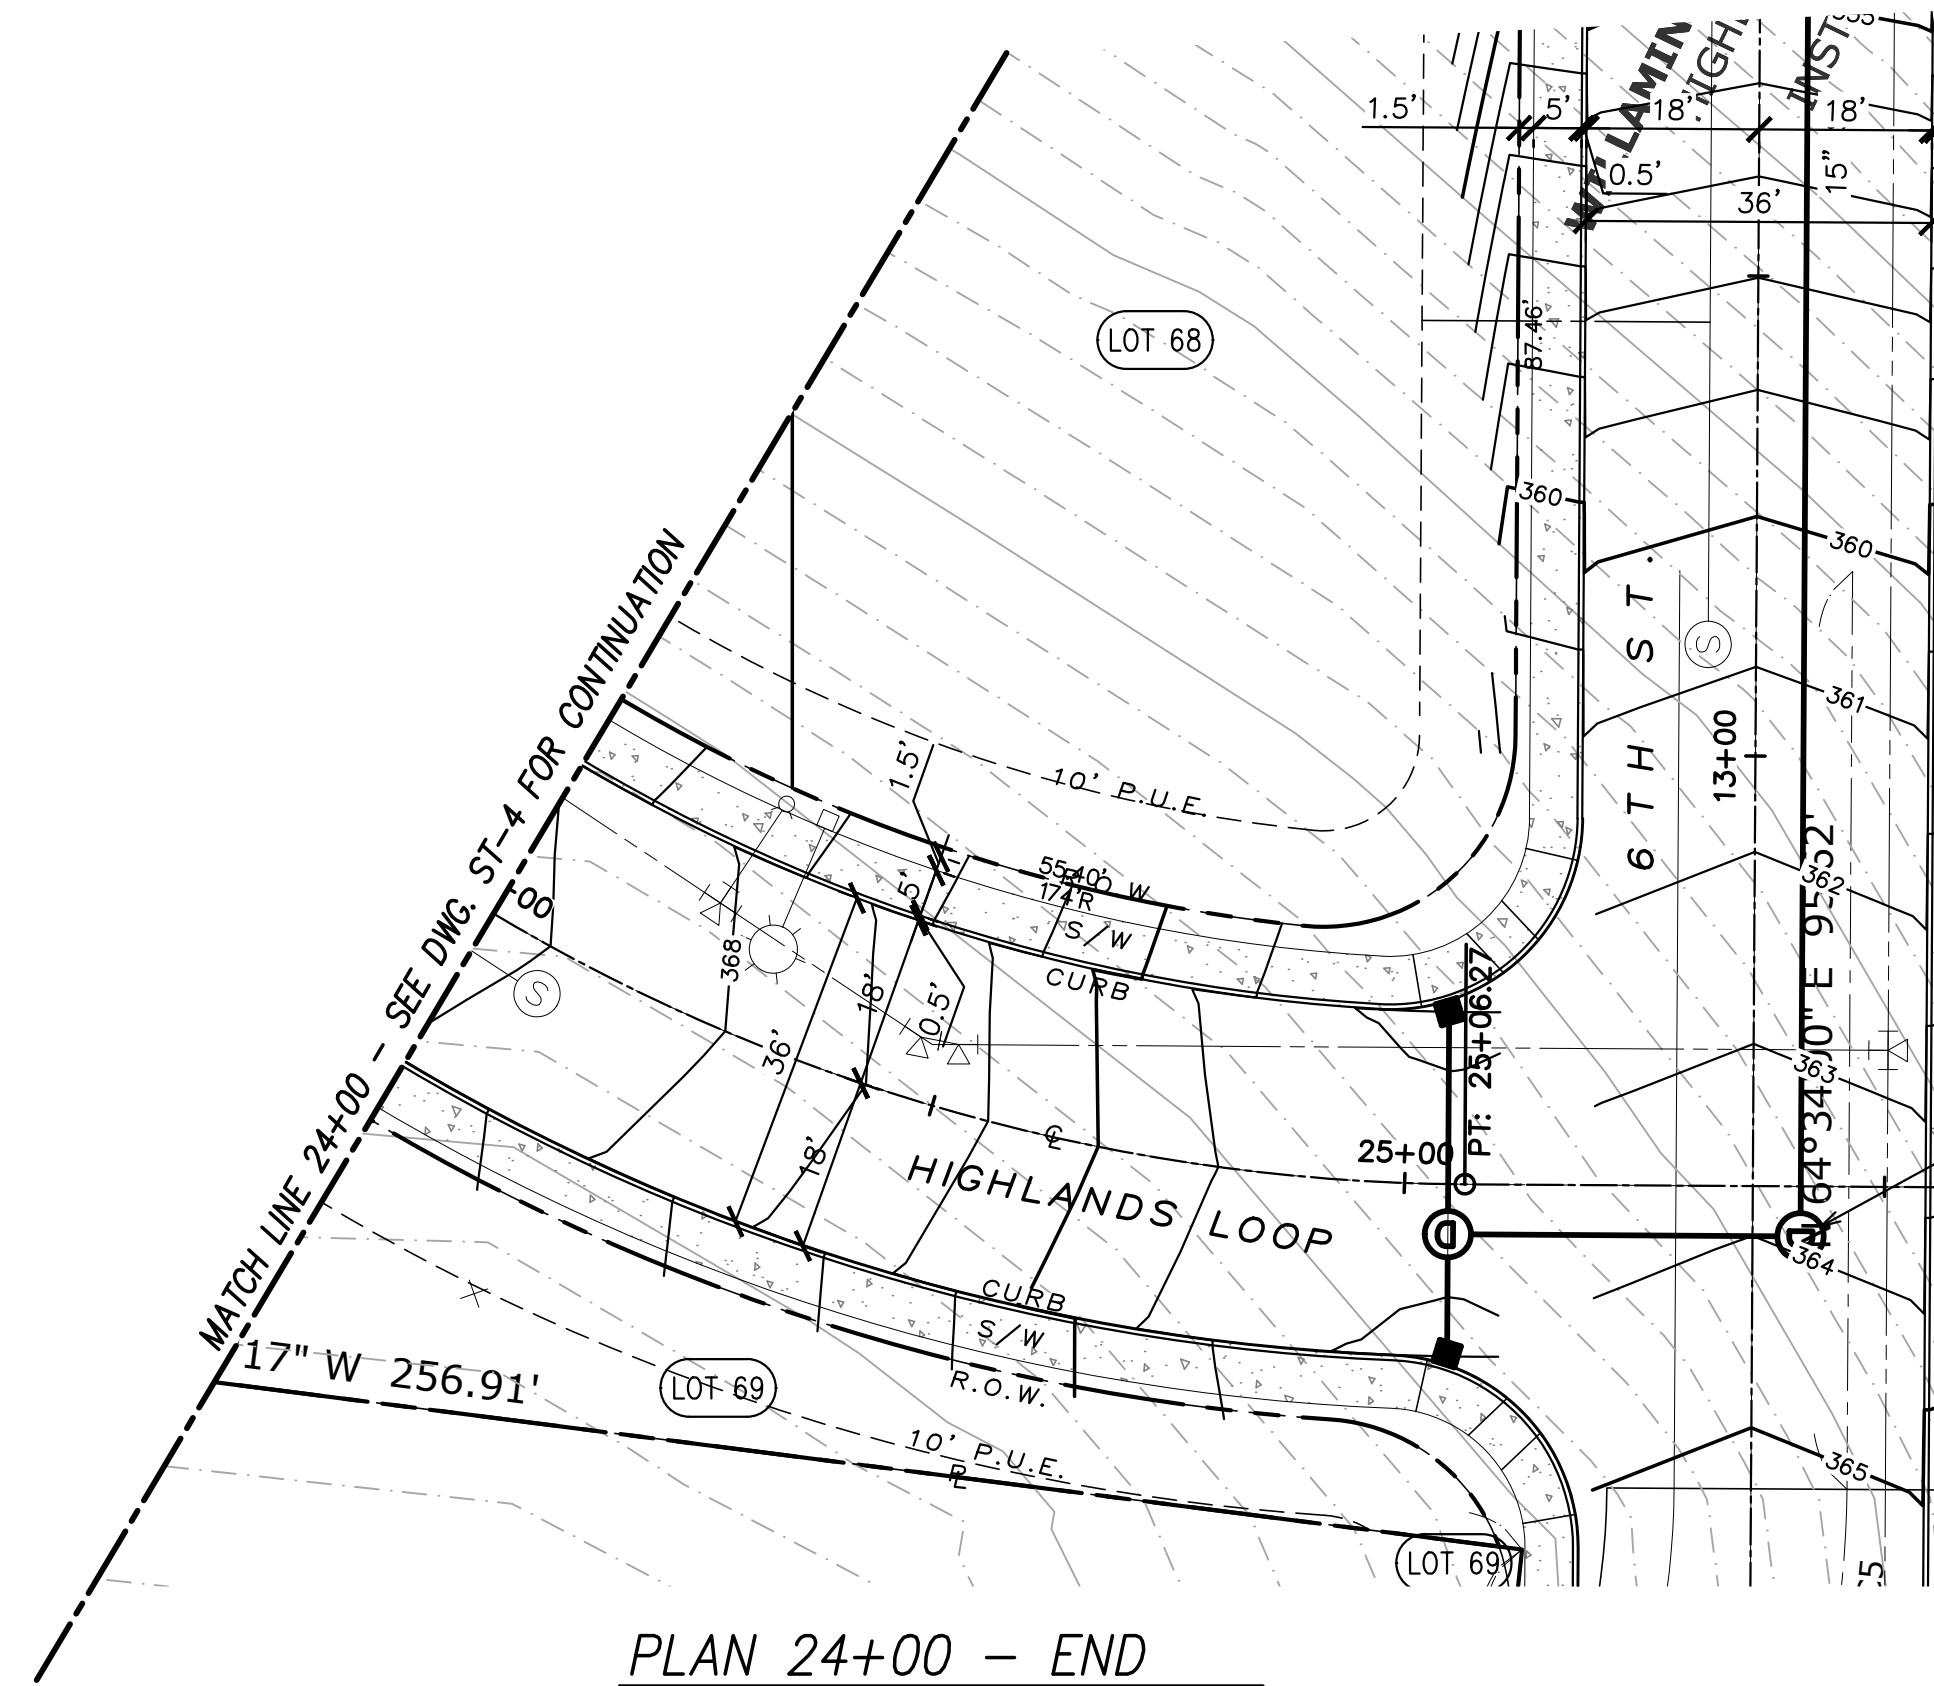 1.5'
5'
18'
18'
0.5'
15"
36'
LOT 68
87.46'
360
360
MATCH LINE 24+00 - SEE DWG. ST-4 FOR CONTINUATION
6TH ST.
S
361
13+00
1.5'
10' P.U.E.
55.40'
R.O.W
174'R
S/W
5'
362
00
368
CURB
18'
0.5'
S
36'
363
PT: 25+06.27
25+00
℄
18'
HIGHLANDS LOOP
D
364
CURB
S/W
R.O.W.
17" W 256.91'
LOT 69
10' P.U.E.
365
LOT 69
PLAN 24+00 - END